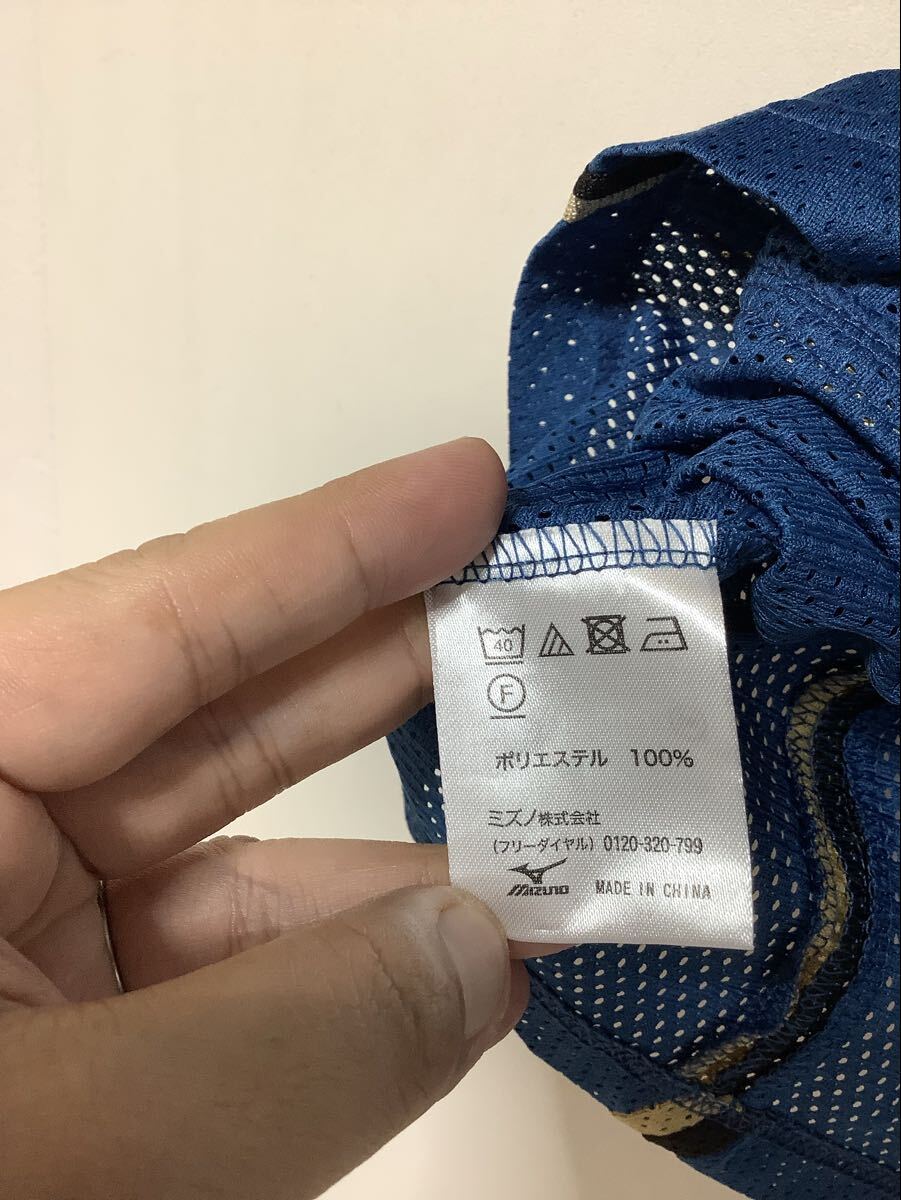 40
F
ポリエステル 100%
ミズノ株式会社
(フリーダイヤル) 0120-320-799
MIZUNO MADE IN CHINA